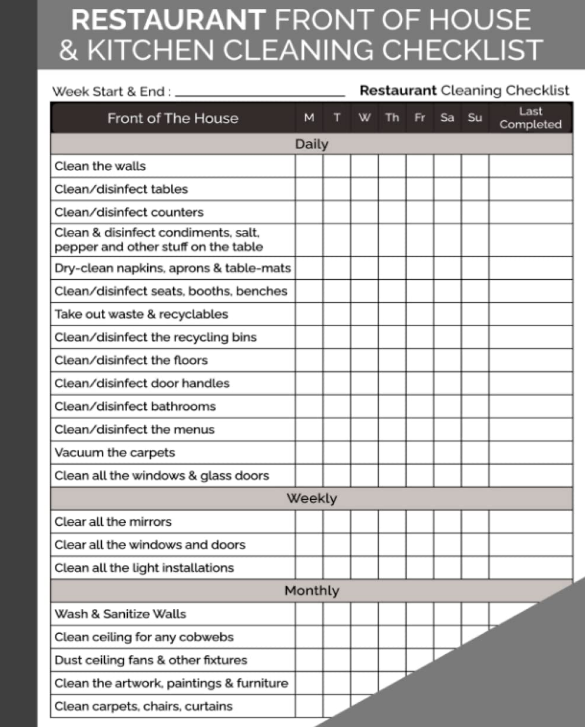 RESTAURANT FRONT OF HOUSE
& KITCHEN CLEANING CHECKLIST
Week Start & End : ____________________ Restaurant Cleaning Checklist
Front of The House M T W Th Fr Sa Su Last Completed
Daily
Clean the walls
Clean/disinfect tables
Clean/disinfect counters
Clean & disinfect condiments, salt,
pepper and other stuff on the table
Dry-clean napkins, aprons & table-mats
Clean/disinfect seats, booths, benches
Take out waste & recyclables
Clean/disinfect the recycling bins
Clean/disinfect the floors
Clean/disinfect door handles
Clean/disinfect bathrooms
Clean/disinfect the menus
Vacuum the carpets
Clean all the windows & glass doors
Weekly
Clear all the mirrors
Clear all the windows and doors
Clean all the light installations
Monthly
Wash & Sanitize Walls
Clean ceiling for any cobwebs
Dust ceiling fans & other fixtures
Clean the artwork, paintings & furniture
Clean carpets, chairs, curtains